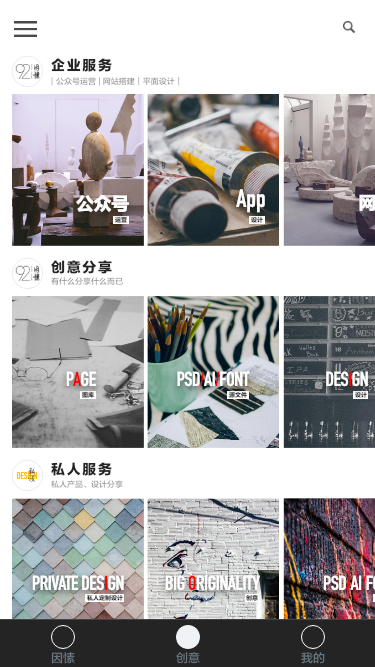 企业服务
| 公众号运营 | 网站搭建 | 平面设计 |
公众号
运营
App
设计
网
创意分享
有什么分享什么而已
PAGE
图库
PSD AI FONT
源文件
DESIGN
设计
DESIGN
私人服务
私人产品、设计分享
PRIVATE DESIGN
私人定制设计
BIG ORIGINALITY
创意
PSD AI F
创意
我的